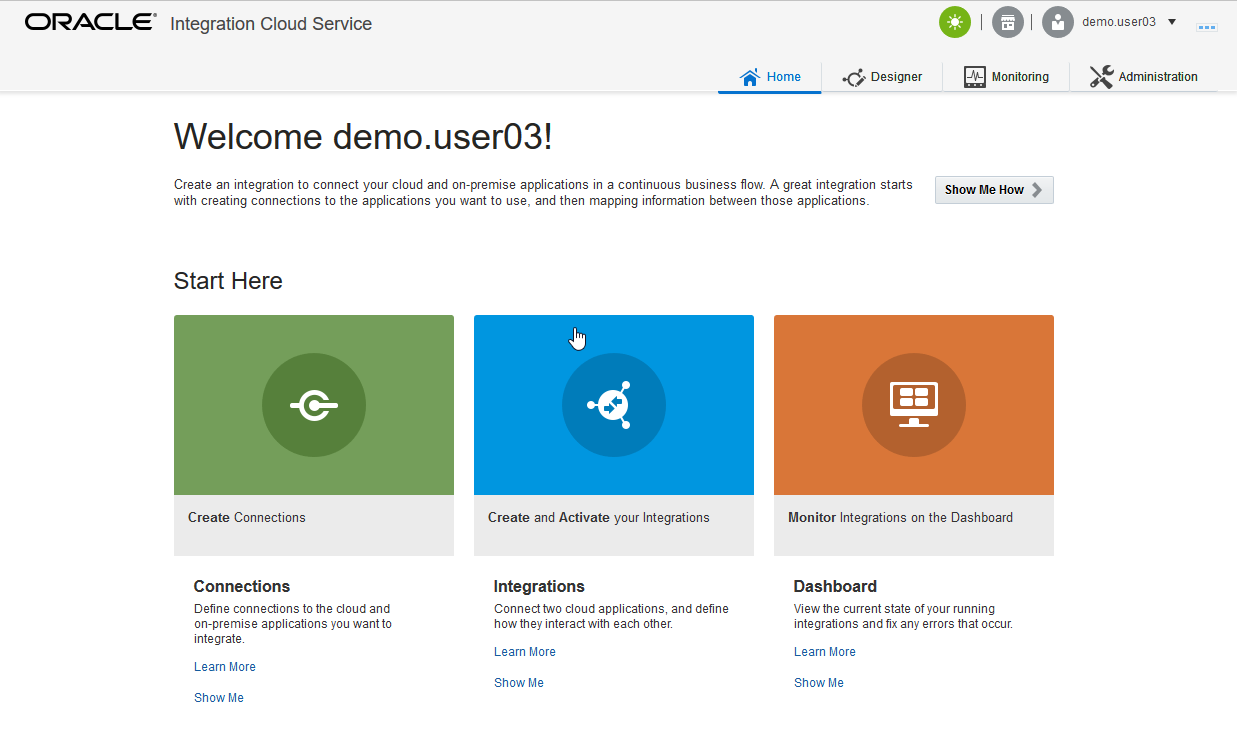 ORACLE® Integration Cloud Service
demo.user03
Home
Designer
Monitoring
Administration
Welcome demo.user03!
Create an integration to connect your cloud and on-premise applications in a continuous business flow. A great integration starts
with creating connections to the applications you want to use, and then mapping information between those applications.
Show Me How
Start Here
Create Connections
Create and Activate your Integrations
Monitor Integrations on the Dashboard
Connections
Define connections to the cloud and
on-premise applications you want to
integrate.
Learn More
Show Me
Integrations
Connect two cloud applications, and define
how they interact with each other.
Learn More
Show Me
Dashboard
View the current state of your running
integrations and fix any errors that occur.
Learn More
Show Me